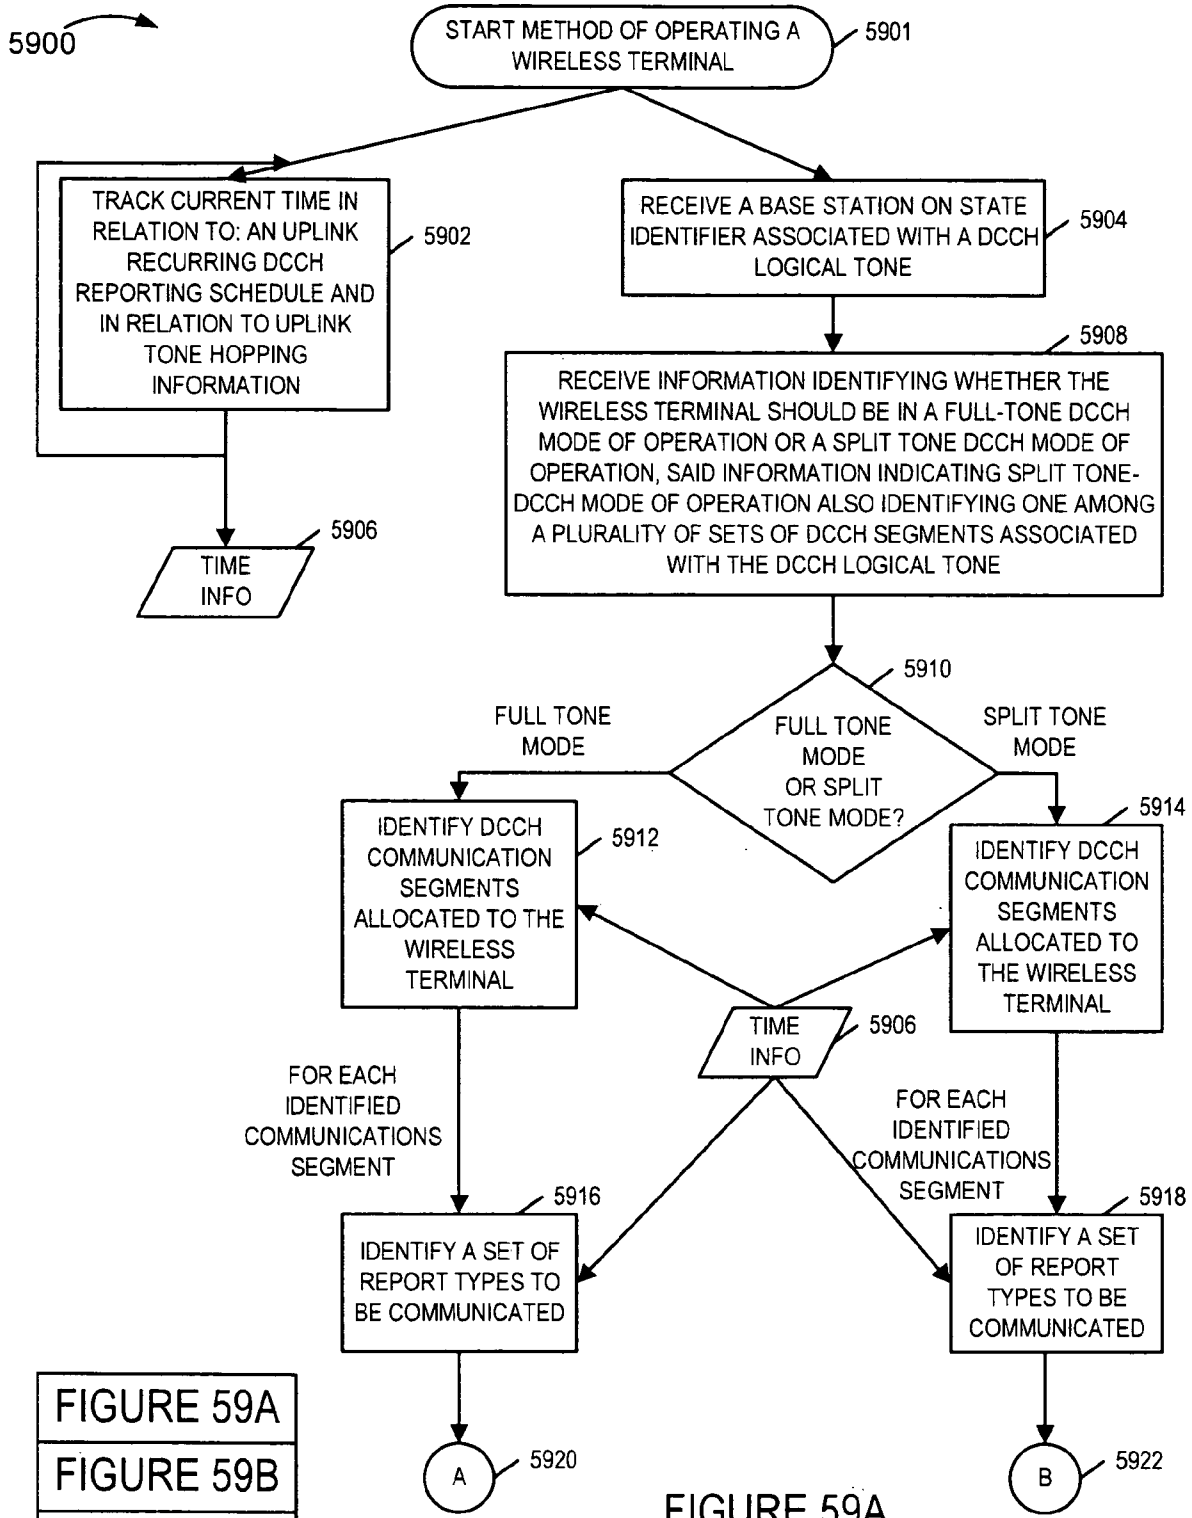 5900
START METHOD OF OPERATING A
WIRELESS TERMINAL
5901
TRACK CURRENT TIME IN
RELATION TO: AN UPLINK
RECURRING DCCH
REPORTING SCHEDULE AND
IN RELATION TO UPLINK
TONE HOPPING
INFORMATION
5902
RECEIVE A BASE STATION ON STATE
IDENTIFIER ASSOCIATED WITH A DCCH
LOGICAL TONE
5904
5906
TIME
INFO
5908
RECEIVE INFORMATION IDENTIFYING WHETHER THE
WIRELESS TERMINAL SHOULD BE IN A FULL-TONE DCCH
MODE OF OPERATION OR A SPLIT TONE DCCH MODE OF
OPERATION, SAID INFORMATION INDICATING SPLIT TONE-
DCCH MODE OF OPERATION ALSO IDENTIFYING ONE AMONG
A PLURALITY OF SETS OF DCCH SEGMENTS ASSOCIATED
WITH THE DCCH LOGICAL TONE
5910
FULL TONE
MODE
FULL TONE
MODE
OR SPLIT
TONE MODE?
SPLIT TONE
MODE
IDENTIFY DCCH
COMMUNICATION
SEGMENTS
ALLOCATED TO THE
WIRELESS
TERMINAL
5912
5914
IDENTIFY DCCH
COMMUNICATION
SEGMENTS
ALLOCATED TO
THE WIRELESS
TERMINAL
TIME
INFO
5906
FOR EACH
IDENTIFIED
COMMUNICATIONS
SEGMENT
FOR EACH
IDENTIFIED
COMMUNICATIONS
SEGMENT
5916
IDENTIFY A SET OF
REPORT TYPES TO
BE COMMUNICATED
5918
IDENTIFY A SET
OF REPORT
TYPES TO BE
COMMUNICATED
FIGURE 59A
FIGURE 59B
A
5920
B
5922
FIGURE 59A